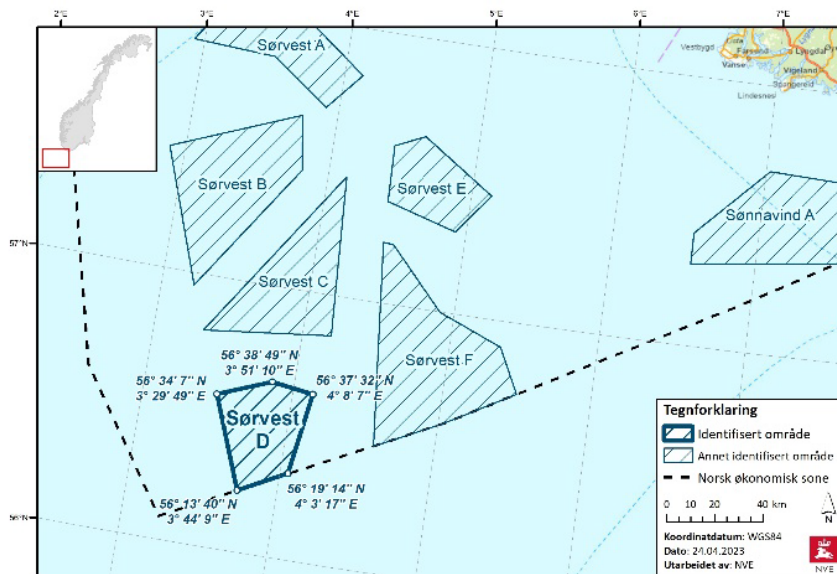 2°E
3°E
4°E
5°E
6°E
7°E
Sørvest A
Vestbygd
Farsund
Lyngdal
Vanse
Vigeland
Spangereid
Lindesnes
Sørvest B
Sørvest E
Sønnavind A
57°N
Sørvest C
Sørvest F
56° 38' 49" N
3° 51' 10" E
56° 34' 7" N
3° 29' 49" E
56° 37' 32" N
4° 8' 7" E
Sørvest
D
56° 19' 14" N
4° 3' 17" E
56° 13' 40" N
3° 44' 9" E
56°N
Tegnforklaring
Identifisert område
Annet identifisert område
Norsk økonomisk sone
0 10 20 40 km
N
Koordinatdatum: WGS84
Dato: 24.04.2023
Utarbeidet av: NVE
NVE